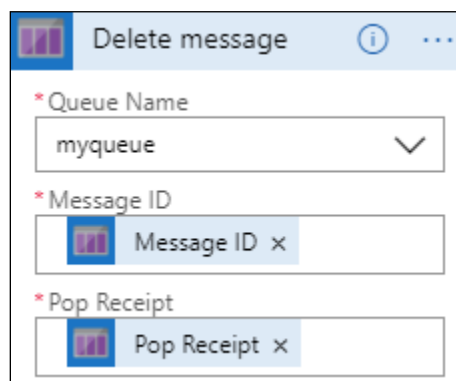 Delete message
* Queue Name
myqueue
* Message ID
Message ID ×
* Pop Receipt
Pop Receipt ×